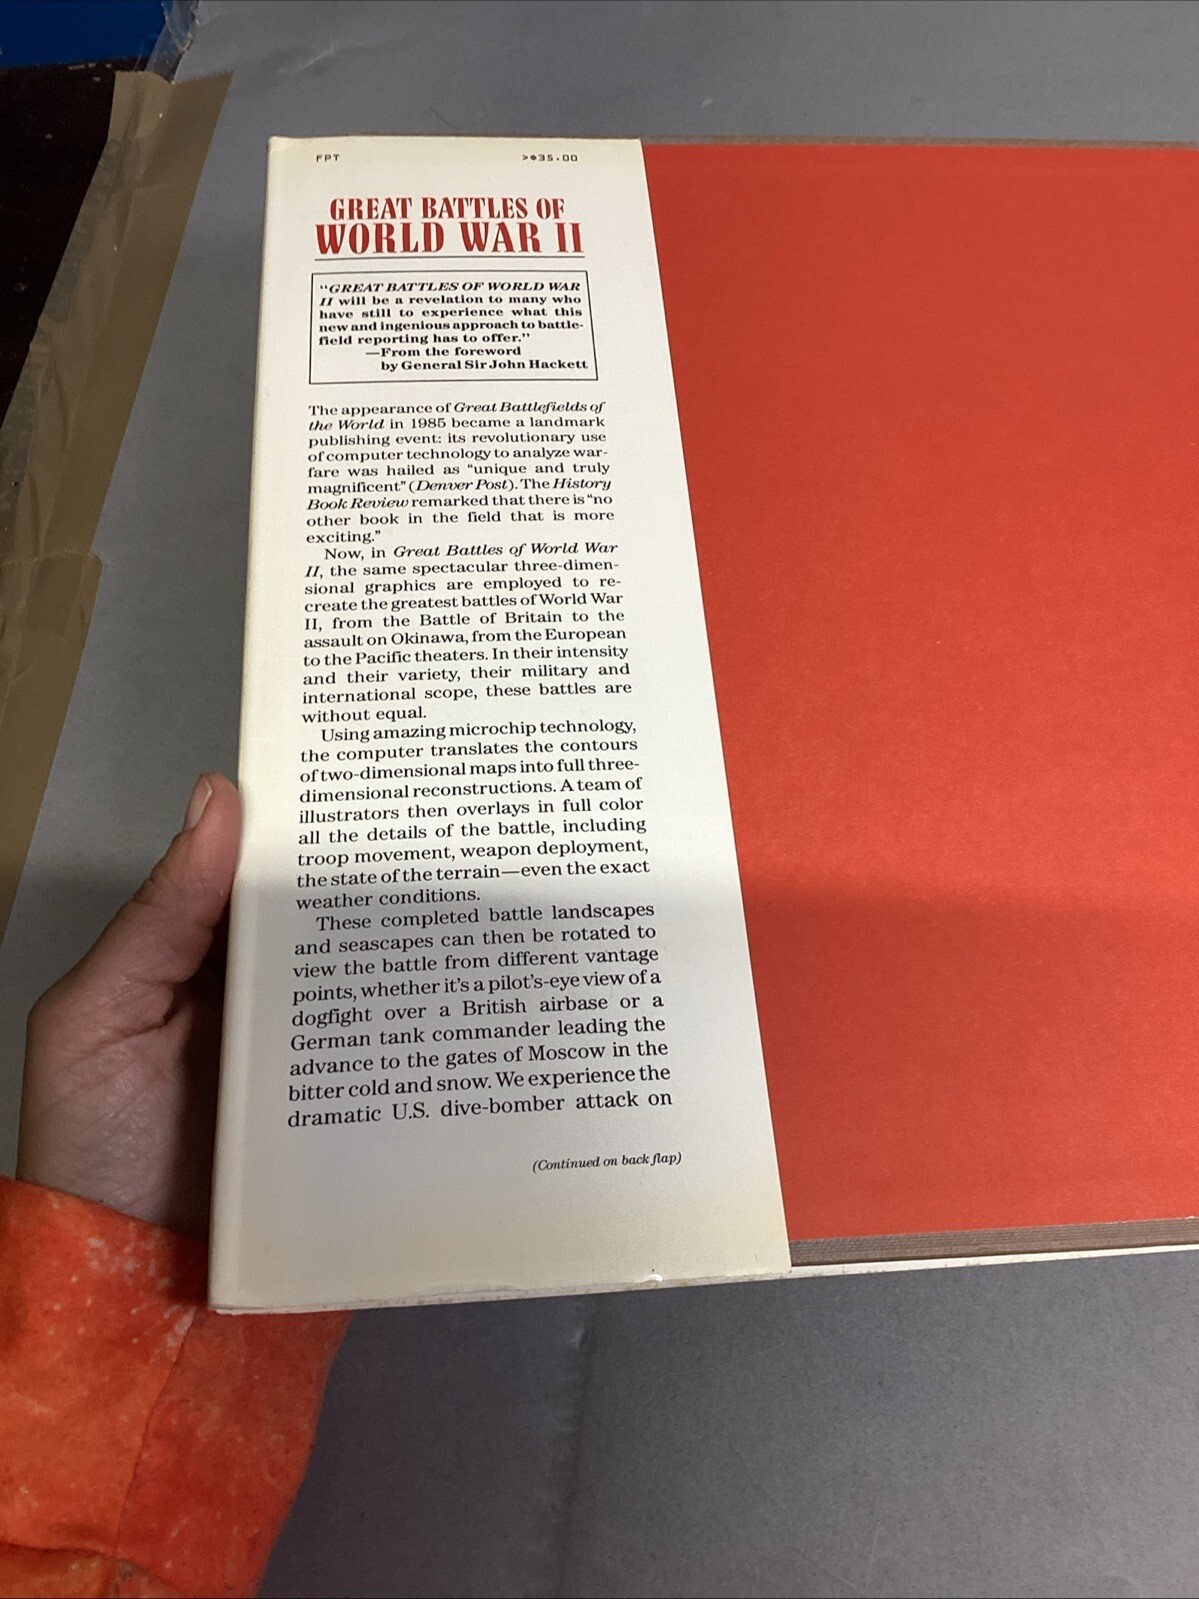 FPT >$35.00
GREAT BATTLES OF
WORLD WAR II
"GREAT BATTLES OF WORLD WAR
II will be a revelation to many who
have still to experience what this
new and ingenious approach to battle-
field reporting has to offer."
—From the foreword
by General Sir John Hackett
The appearance of Great Battlefields of
the World in 1985 became a landmark
publishing event: its revolutionary use
of computer technology to analyze war-
fare was hailed as "unique and truly
magnificent" (Denver Post). The History
Book Review remarked that there is "no
other book in the field that is more
exciting."
Now, in Great Battles of World War
II, the same spectacular three-dimen-
sional graphics are employed to re-
create the greatest battles of World War
II, from the Battle of Britain to the
assault on Okinawa, from the European
to the Pacific theaters. In their intensity
and their variety, their military and
international scope, these battles are
without equal.
Using amazing microchip technology,
the computer translates the contours
of two-dimensional maps into full three-
dimensional reconstructions. A team of
illustrators then overlays in full color
all the details of the battle, including
troop movement, weapon deployment,
the state of the terrain—even the exact
weather conditions.
These completed battle landscapes
and seascapes can then be rotated to
view the battle from different vantage
points, whether it's a pilot's-eye view of a
dogfight over a British airbase or a
German tank commander leading the
advance to the gates of Moscow in the
bitter cold and snow. We experience the
dramatic U.S. dive-bomber attack on
(Continued on back flap)